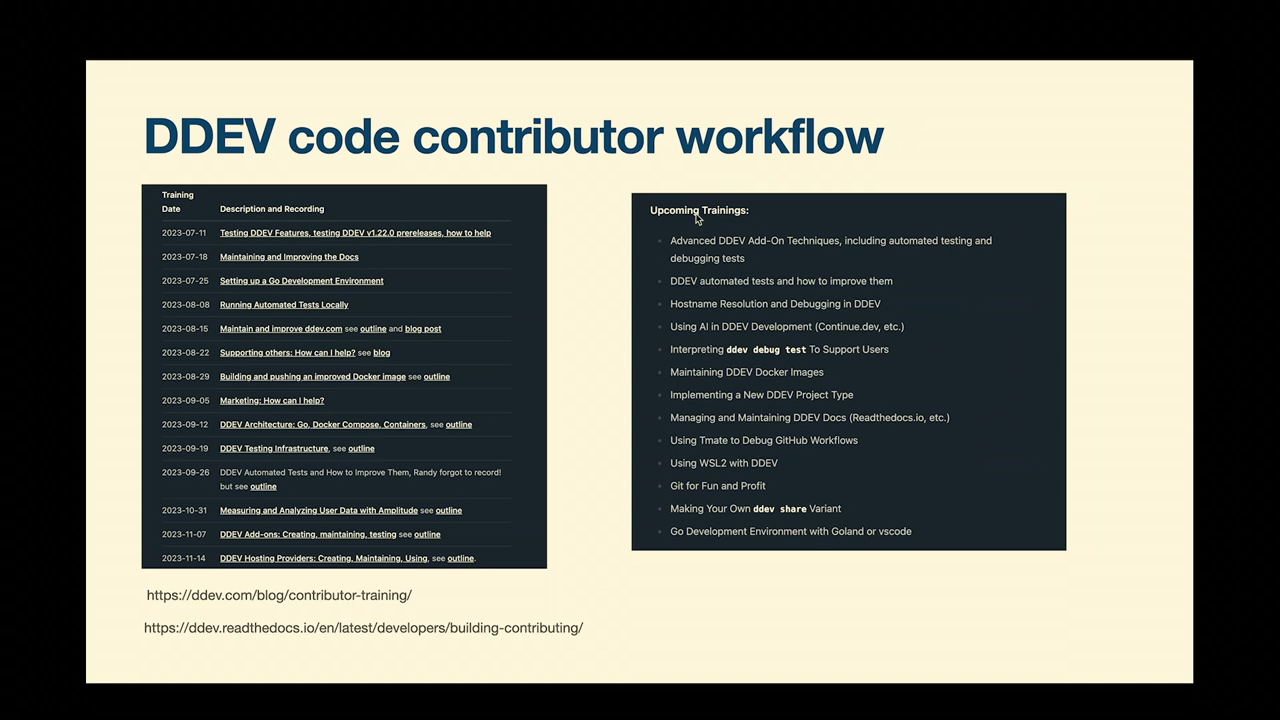 DDEV code contributor workflow
Training
Date Description and Recording
2023-07-11 Testing DDEV Features, testing DDEV v1.22.0 prereleases, how to help
2023-07-18 Maintaining and Improving the Docs
2023-07-25 Setting up a Go Development Environment
2023-08-08 Running Automated Tests Locally
2023-08-15 Maintain and improve ddev.com see outline and blog post
2023-08-22 Supporting others: How can I help? see blog
2023-08-29 Building and pushing an improved Docker image see outline
2023-09-05 Marketing: How can I help?
2023-09-12 DDEV Architecture: Go, Docker Compose, Containers, see outline
2023-09-19 DDEV Testing Infrastructure, see outline
2023-09-26 DDEV Automated Tests and How to Improve Them, Randy forgot to record!
but see outline
2023-10-31 Measuring and Analyzing User Data with Amplitude see outline
2023-11-07 DDEV Add-ons: Creating, maintaining, testing see outline
2023-11-14 DDEV Hosting Providers: Creating, Maintaining, Using, see outline.
Upcoming Trainings:
Advanced DDEV Add-On Techniques, including automated testing and
debugging tests
DDEV automated tests and how to improve them
Hostname Resolution and Debugging in DDEV
Using AI in DDEV Development (Continue.dev, etc.)
Interpreting ddev debug test To Support Users
Maintaining DDEV Docker Images
Implementing a New DDEV Project Type
Managing and Maintaining DDEV Docs (Readthedocs.io, etc.)
Using Tmate to Debug GitHub Workflows
Using WSL2 with DDEV
Git for Fun and Profit
Making Your Own ddev share Variant
Go Development Environment with Goland or vscode
https://ddev.com/blog/contributor-training/
https://ddev.readthedocs.io/en/latest/developers/building-contributing/